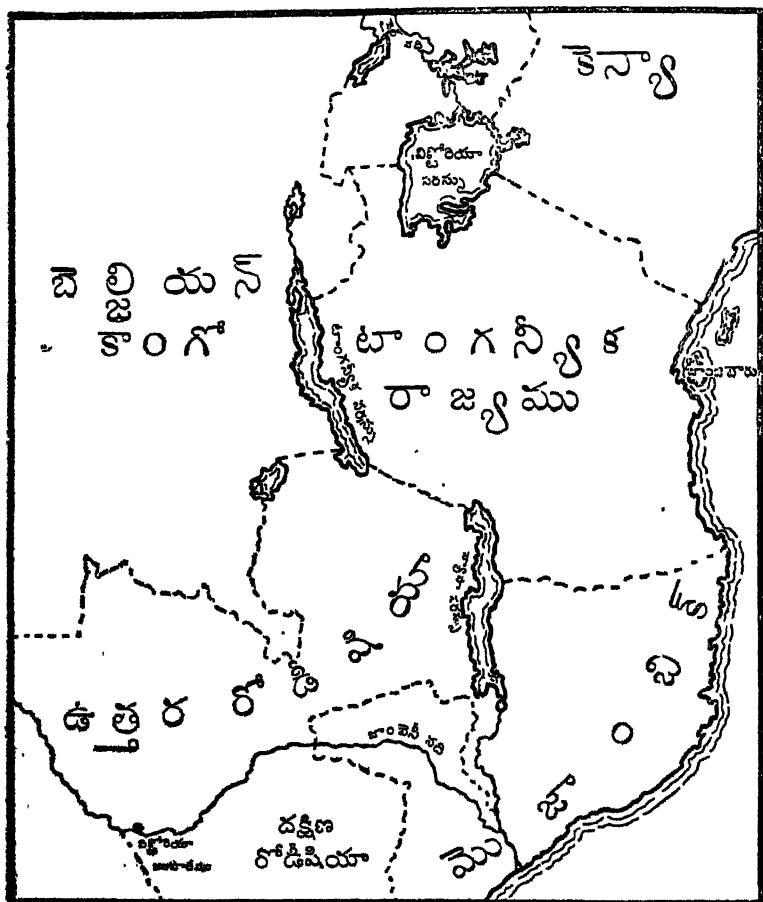 కెన్యా
విక్టోరియా
సరస్సు
బెల్జియన్
కాంగో
టాంగన్యీక
రాజ్యము
టాంగన్యీక సరస్సు
ఉత్తర రోడీషియా
జాంబెసీ నది
మొజాంబిక్
దక్షిణ
రోడీషియా
విక్టోరియా
జలపాతము